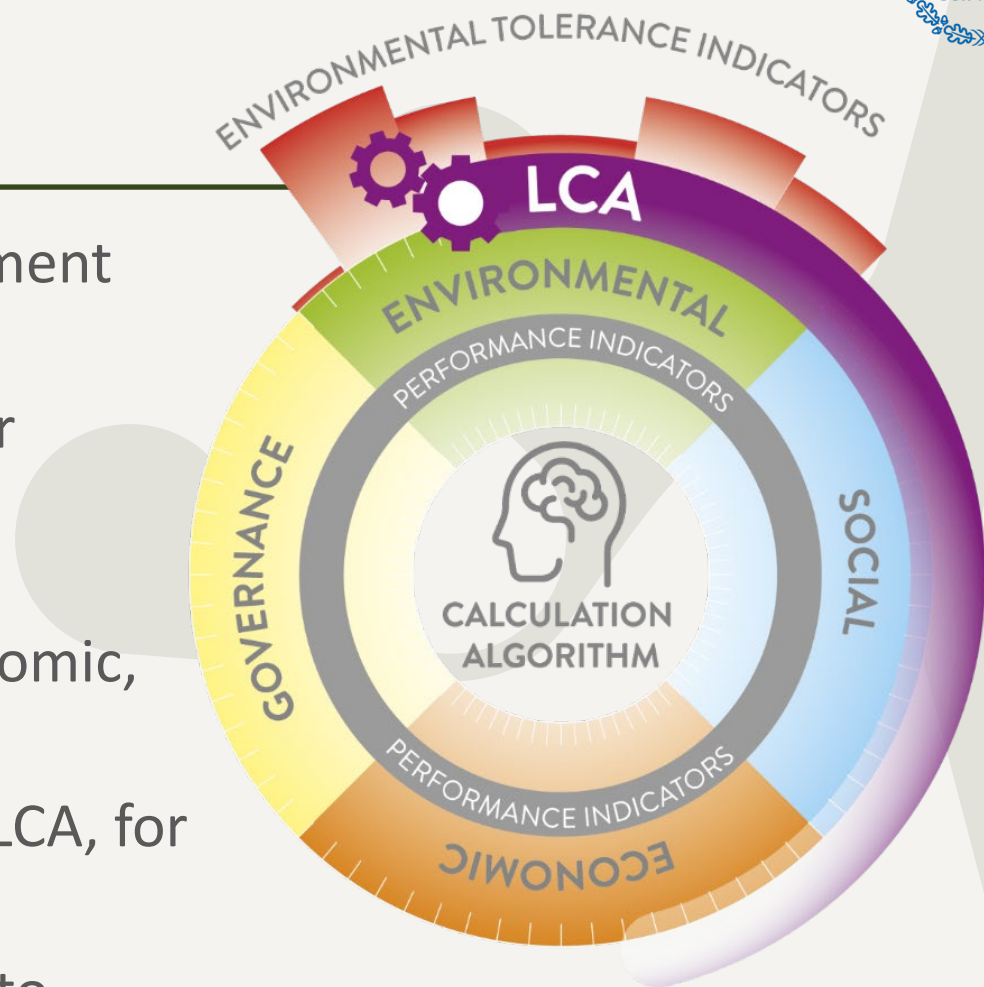 ENVIRONMENTAL TOLERANCE INDICATORS
LCA
ENVIRONMENTAL
PERFORMANCE INDICATORS
GOVERNANCE
SOCIAL
CALCULATION
ALGORITHM
PERFORMANCE INDICATORS
ECONOMIC
ment
r
omic,
LCA, for